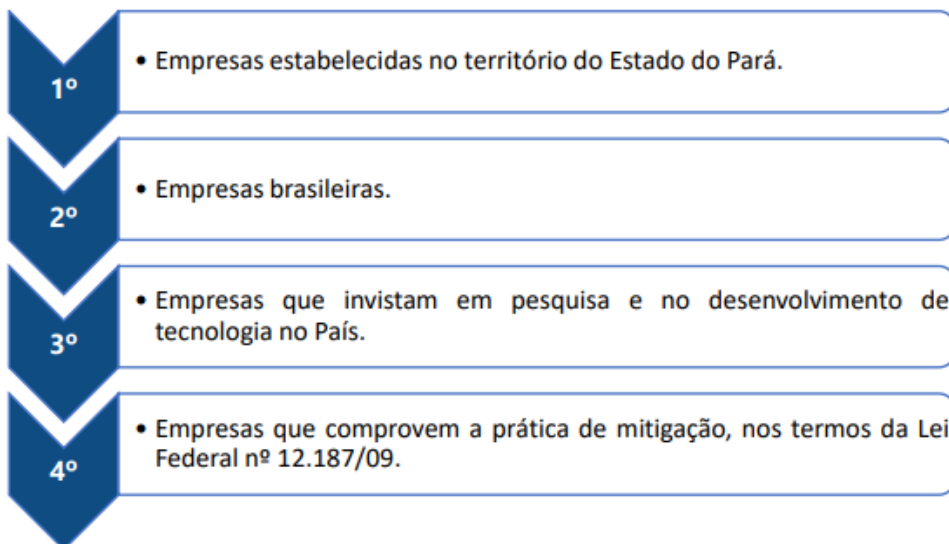 1º
• Empresas estabelecidas no território do Estado do Pará.
2º
• Empresas brasileiras.
3º
• Empresas que invistam em pesquisa e no desenvolvimento de
tecnologia no País.
4º
• Empresas que comprovem a prática de mitigação, nos termos da Lei
Federal nº 12.187/09.